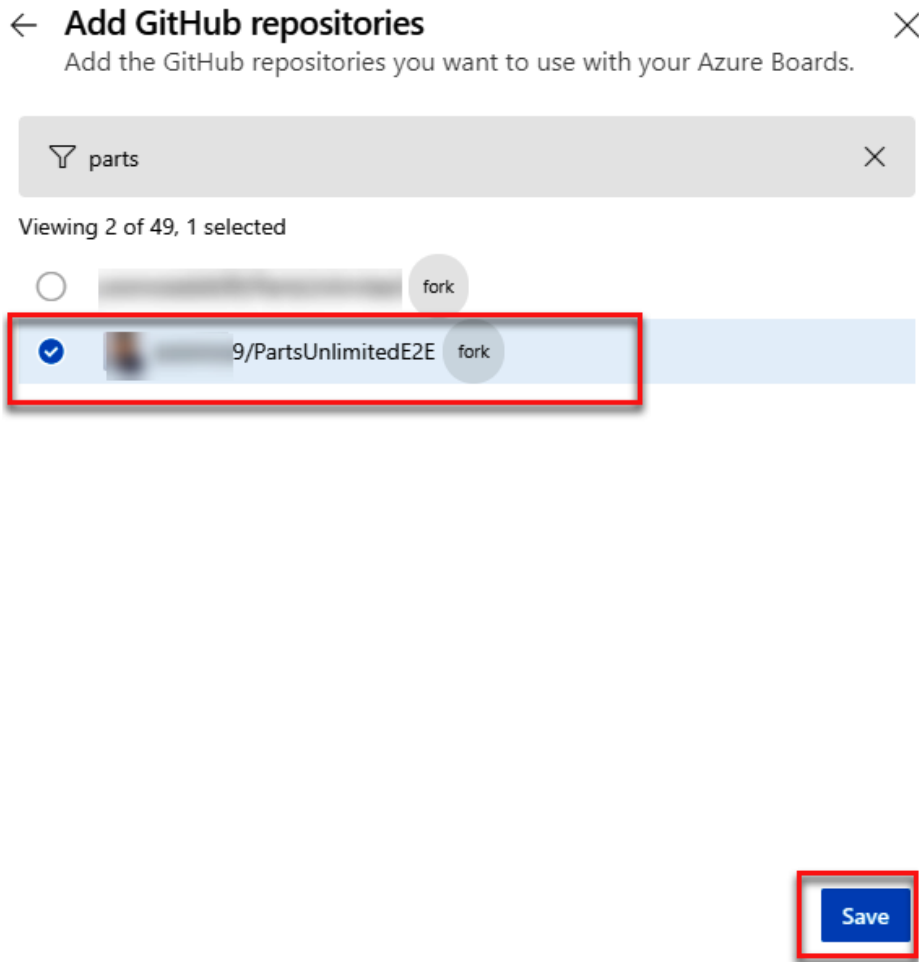 Add GitHub repositories
Add the GitHub repositories you want to use with your Azure Boards.
parts
Viewing 2 of 49, 1 selected
fork
9/PartsUnlimitedE2E fork
Save